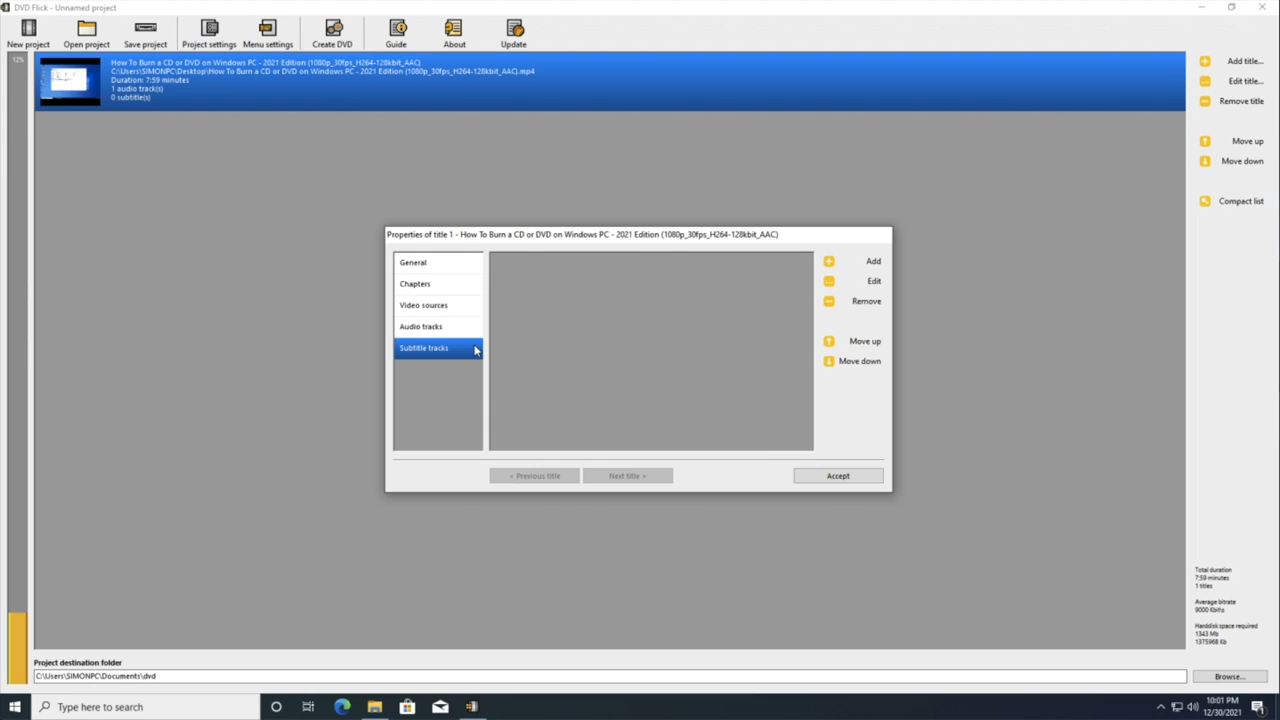 DVD Flick - Unnamed project
New project
Open project
Save project
Project settings
Menu settings
Create DVD
Guide
About
Update
12%
How To Burn a CD or DVD on Windows PC - 2021 Edition (1080p_30fps_H264-128kbit_AAC)
C:\Users\SIMONPC\Desktop\How To Burn a CD or DVD on Windows PC - 2021 Edition (1080p_30fps_H264-128kbit_AAC).mp4
Duration: 7:59 minutes
1 audio track(s)
0 subtitle(s)
Add title...
Edit title...
Remove title
Move up
Move down
Compact list
Properties of title 1 - How To Burn a CD or DVD on Windows PC - 2021 Edition (1080p_30fps_H264-128kbit_AAC)
General
Chapters
Video sources
Audio tracks
Subtitle tracks
Add
Edit
Remove
Move up
Move down
< Previous title
Next title >
Accept
Total duration
7:59 minutes
1 titles
Average bitrate
9000 Kbit\s
Harddisk space required
1343 Mb
1375968 Kb
Project destination folder
C:\Users\SIMONPC\Documents\dvd
Browse...
Type here to search
10:01 PM
12/30/2021
1